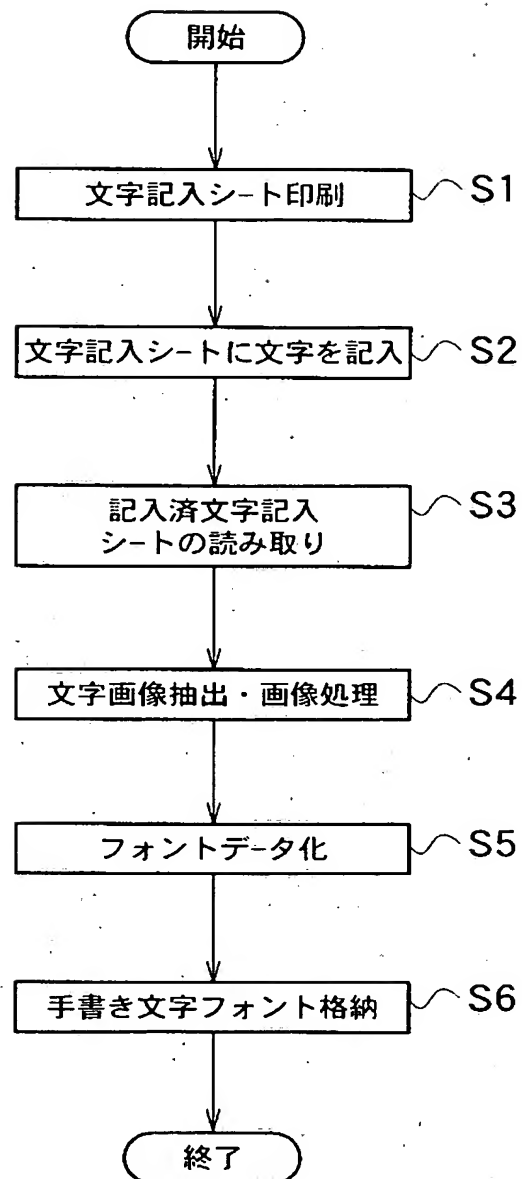 開始
文字記入シート印刷 S1
文字記入シートに文字を記入 S2
記入済文字記入 S3
シートの読み取り
文字画像抽出・画像処理 S4
フォントデータ化 S5
手書き文字フォント格納 S6
終了